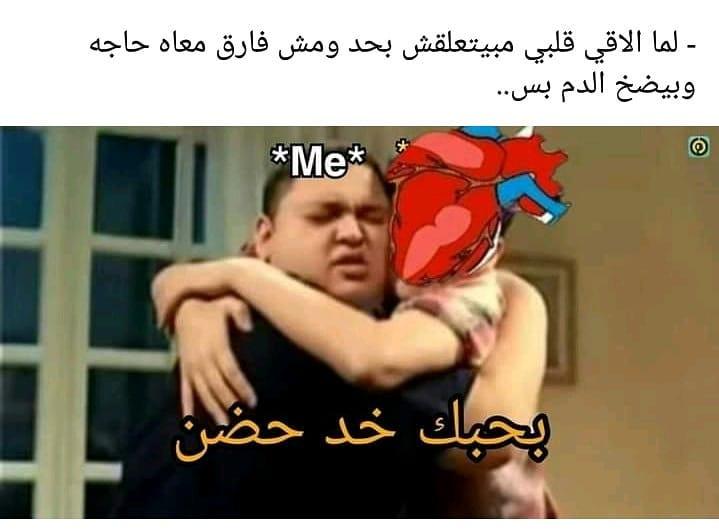 - لما الاقي قلبي مبيتعلقش بحد ومش فارق معاه حاجه
وبيضخ الدم بس..
*Me*
*
بحبك خد حضن